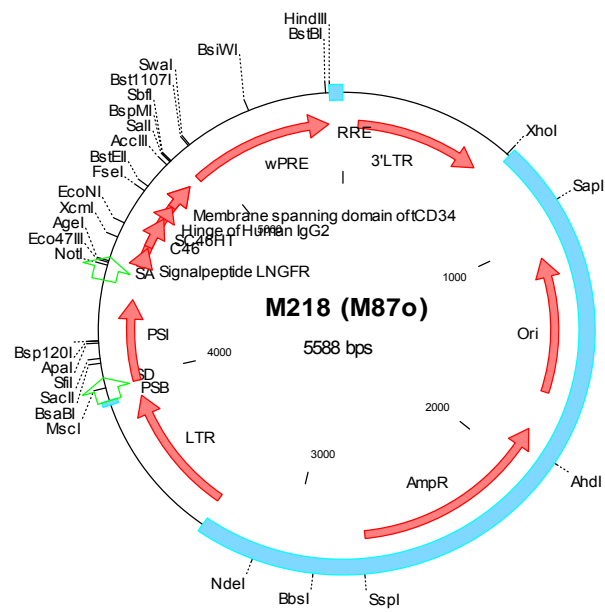 HindIII
BstBI
BsiWI
SwaI
Bst1107I
SbfI
BspMI
SalI
AccIII
BstEII
FseI
EcoNI
XcmI
AgeI
Eco47III
NotI
XhoI
SapI
RRE
3'LTR
wPRE
Membrane spanning domain of tCD34
5000
Hinge of Human IgG2
SC46H1
C46
SA Signalpeptide LNGFR
1000
M218 (M87o)
5588 bps
PSI
Ori
4000
Bsp120I
ApaI
SfiI
SacII
BsaBI
MscI
SD
PSB
2000
LTR
3000
AmpR
AhdI
NdeI
BbsI
SspI